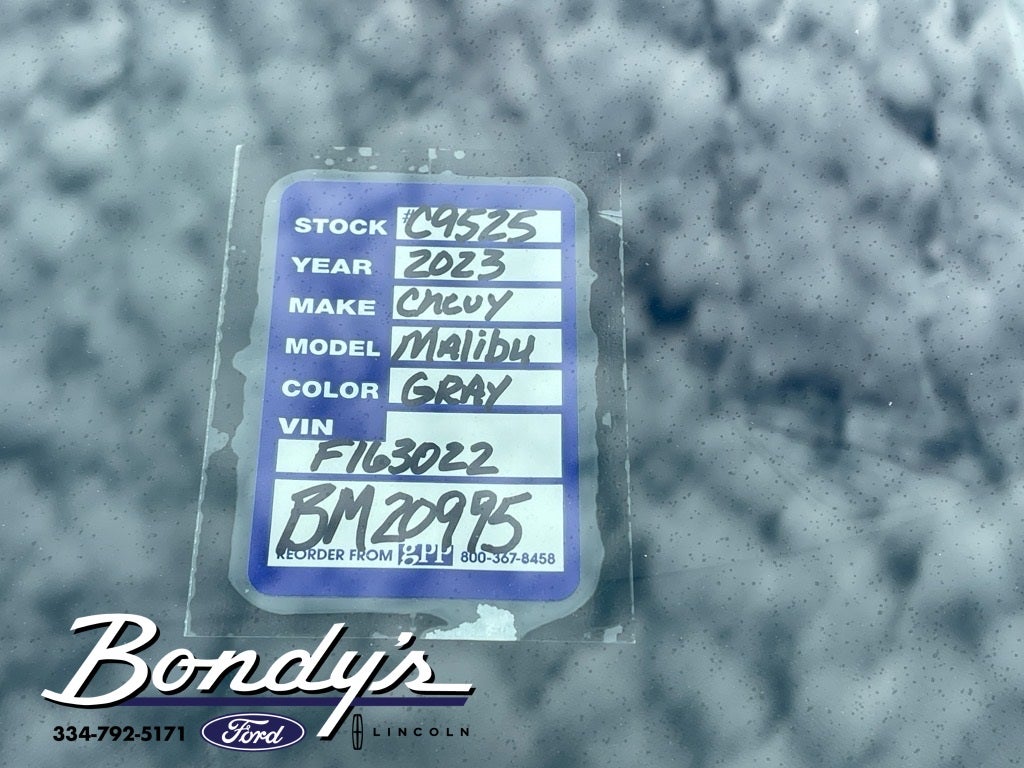 STOCK #C9525
YEAR 2023
MAKE Chevy
MODEL Malibu
COLOR GRAY
VIN
F163022
BM20995
REORDER FROM gPP 800-367-8458
Bondy's
334-792-5171 Ford LINCOLN